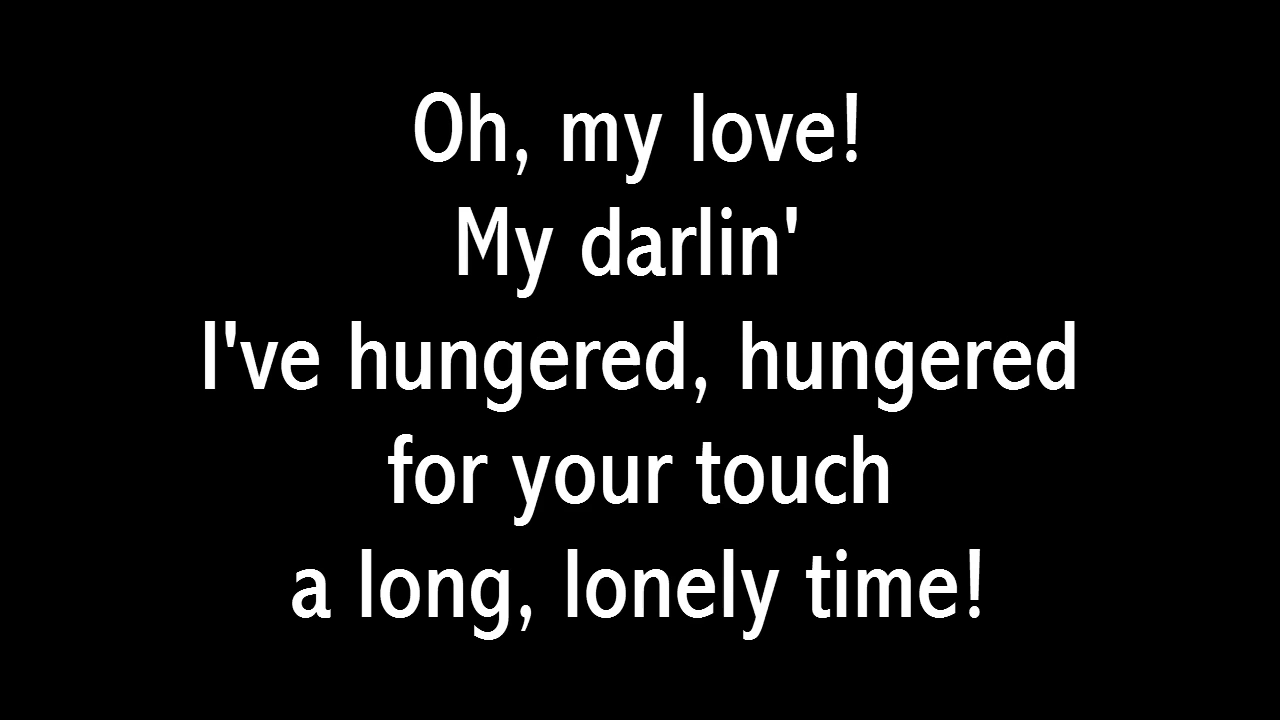 Oh, my love!
My darlin'
I've hungered, hungered
for your touch
a long, lonely time!